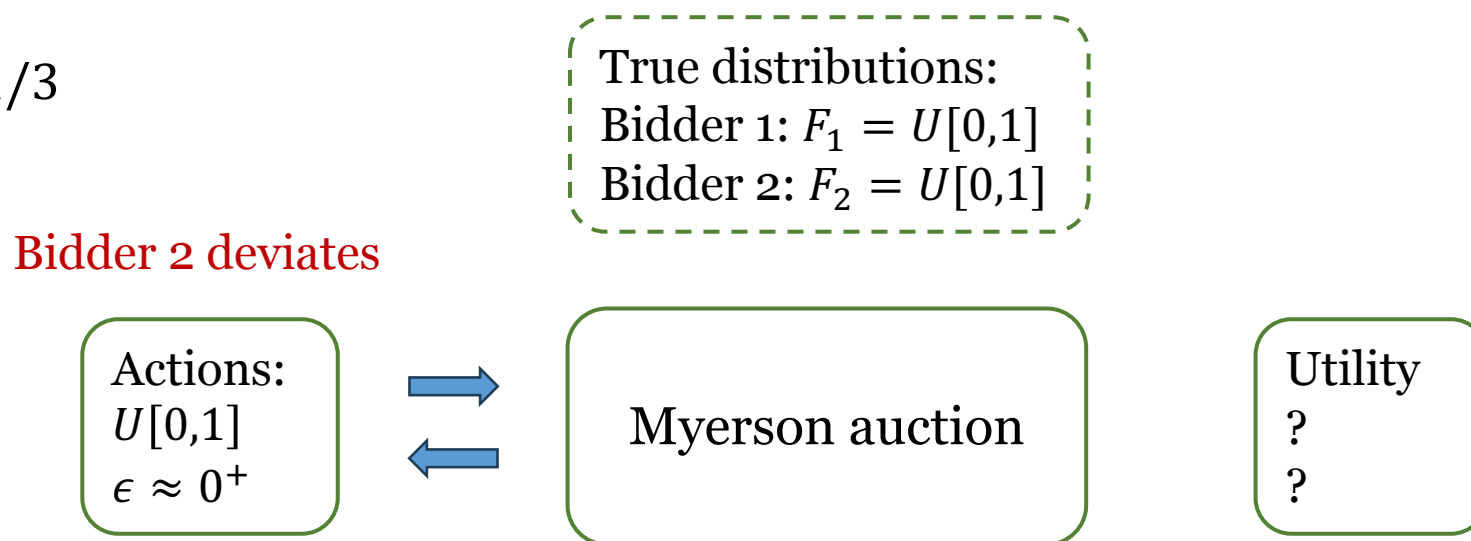 /3
True distributions:
Bidder 1: F₁ = U[0,1]
Bidder 2: F₂ = U[0,1]
Bidder 2 deviates
Actions:
U[0,1]
ϵ ≈ 0⁺
Myerson auction
Utility
?
?